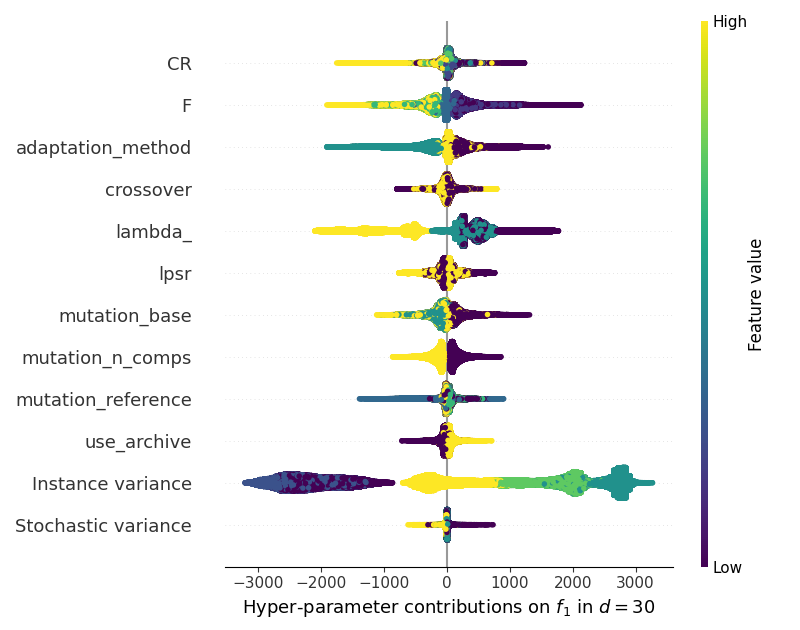 High
CR
F
adaptation_method
crossover
lambda_
lpsr
mutation_base
mutation_n_comps
mutation_reference
use_archive
Instance variance
Stochastic variance
Feature value
Low
−3000 −2000 −1000 0 1000 2000 3000
Hyper-parameter contributions on f₁ in d = 30